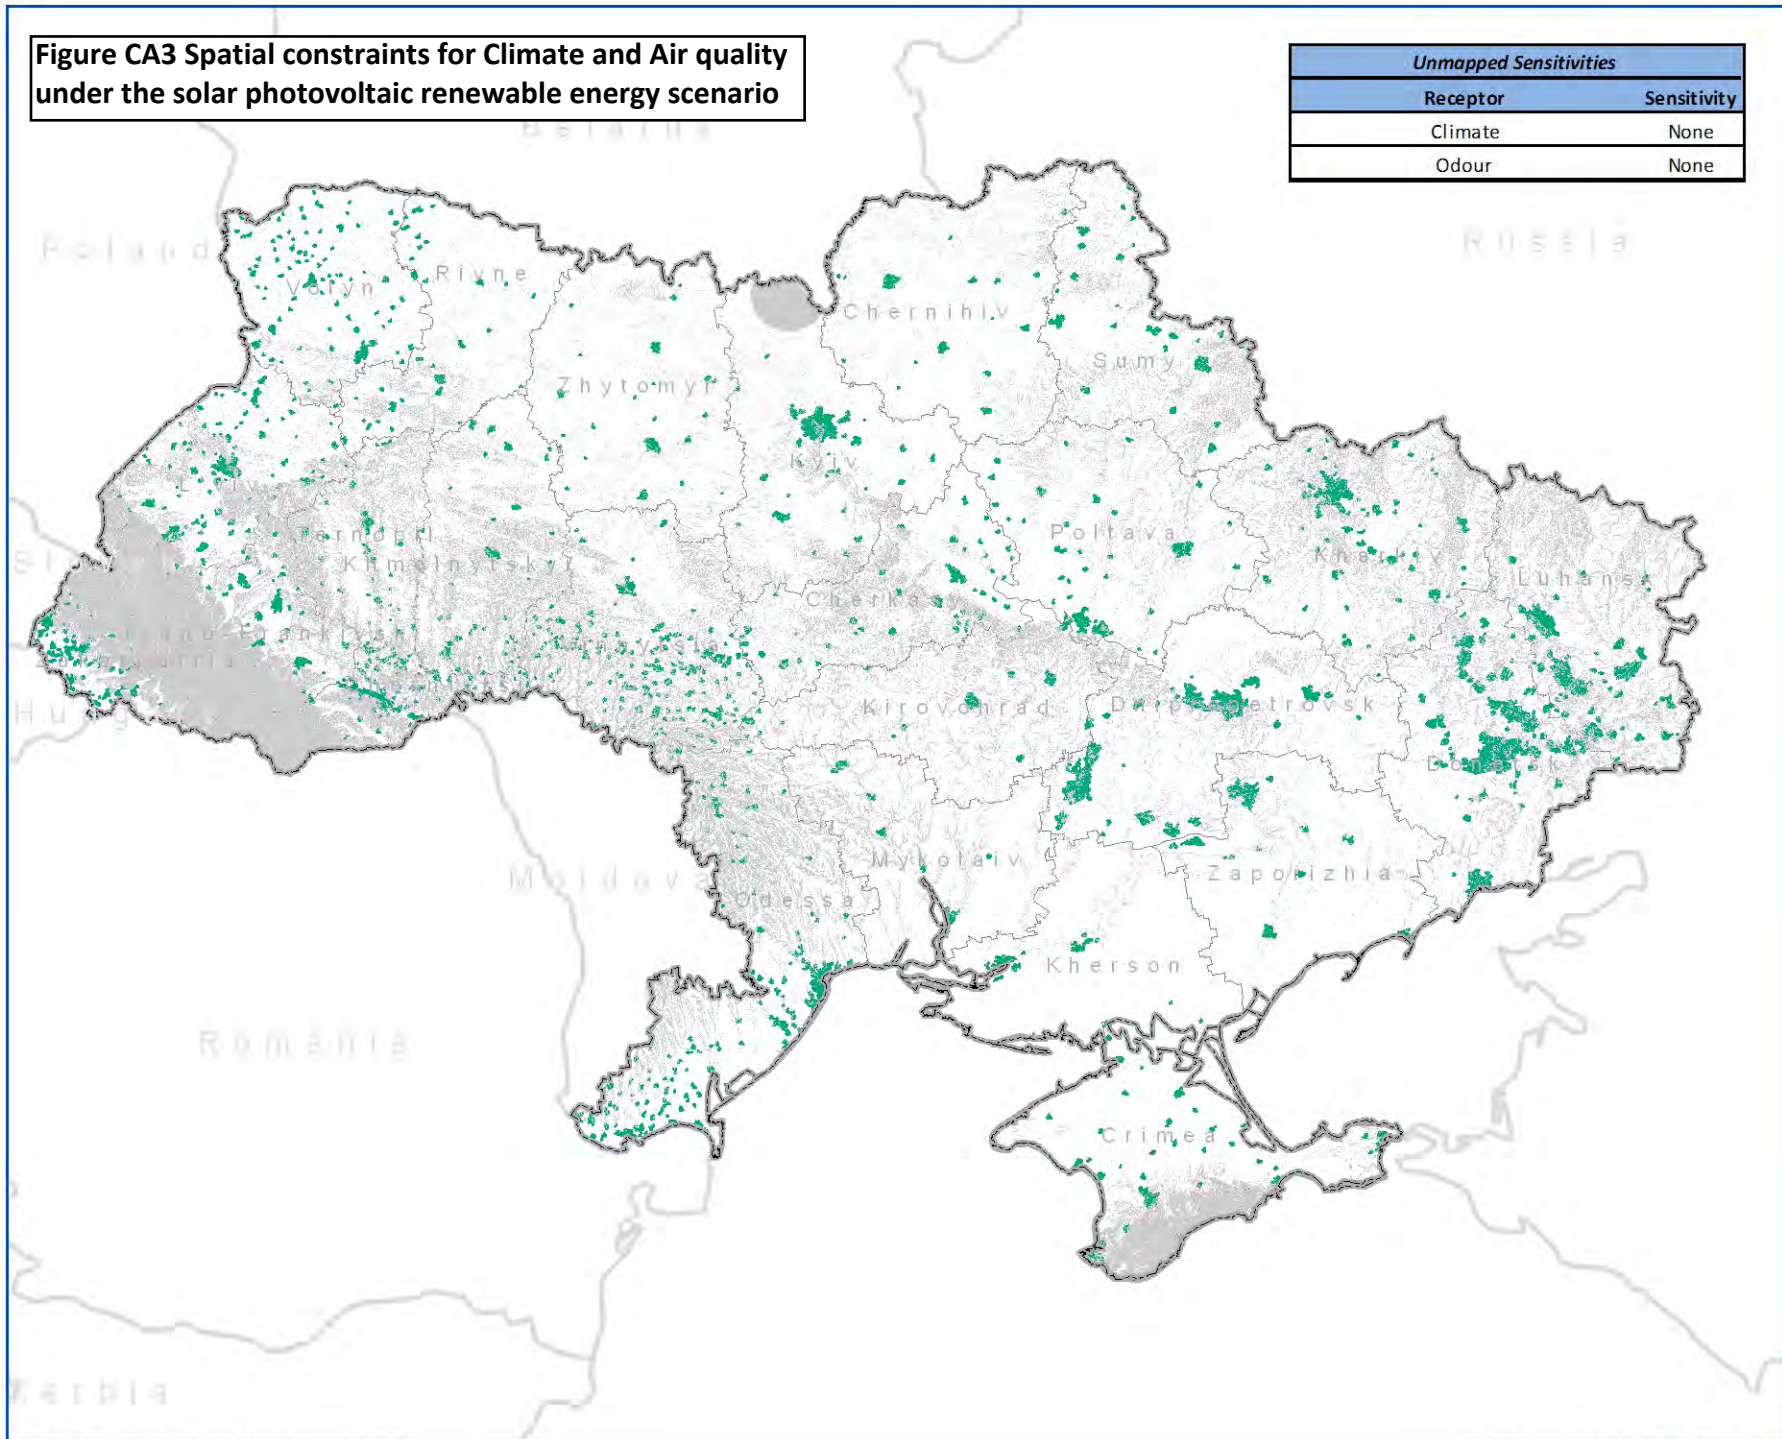 Figure CA3 Spatial constraints for Climate and Air quality
under the solar photovoltaic renewable energy scenario
Unmapped Sensitivities
Receptor Sensitivity
Climate None
Odour None
Belarus
Poland
Russia
Volyn
Rivne
Chernihiv
Sumy
Zhytomyr
Kyiv
Poltava
Kharkiv
Luhansk
Khmelnytskyi
Cherkasy
Kirovohrad
Dnipropetrovsk
Donetsk
Moldova
Mykolaiv
Zaporizhia
Odessa
Kherson
Romania
Crimea